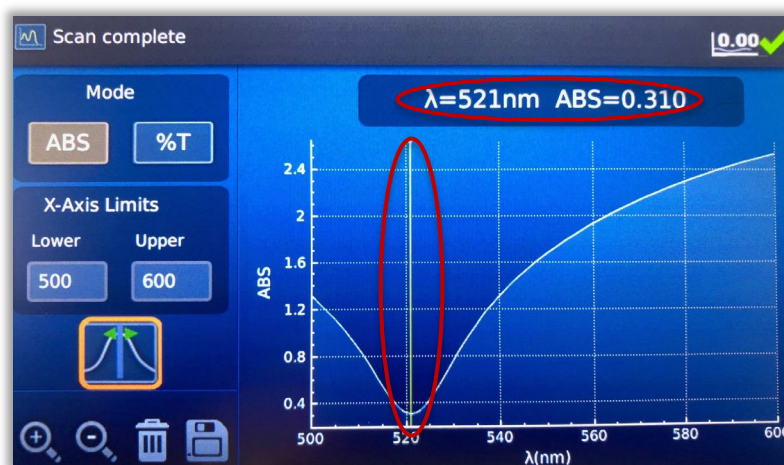 Scan complete
0.00
Mode
ABS
%T
X-Axis Limits
Lower
Upper
500
600
λ=521nm ABS=0.310
2.4
2
1.6
1.2
0.8
0.4
ABS
500
520
540
560
580
600
λ(nm)